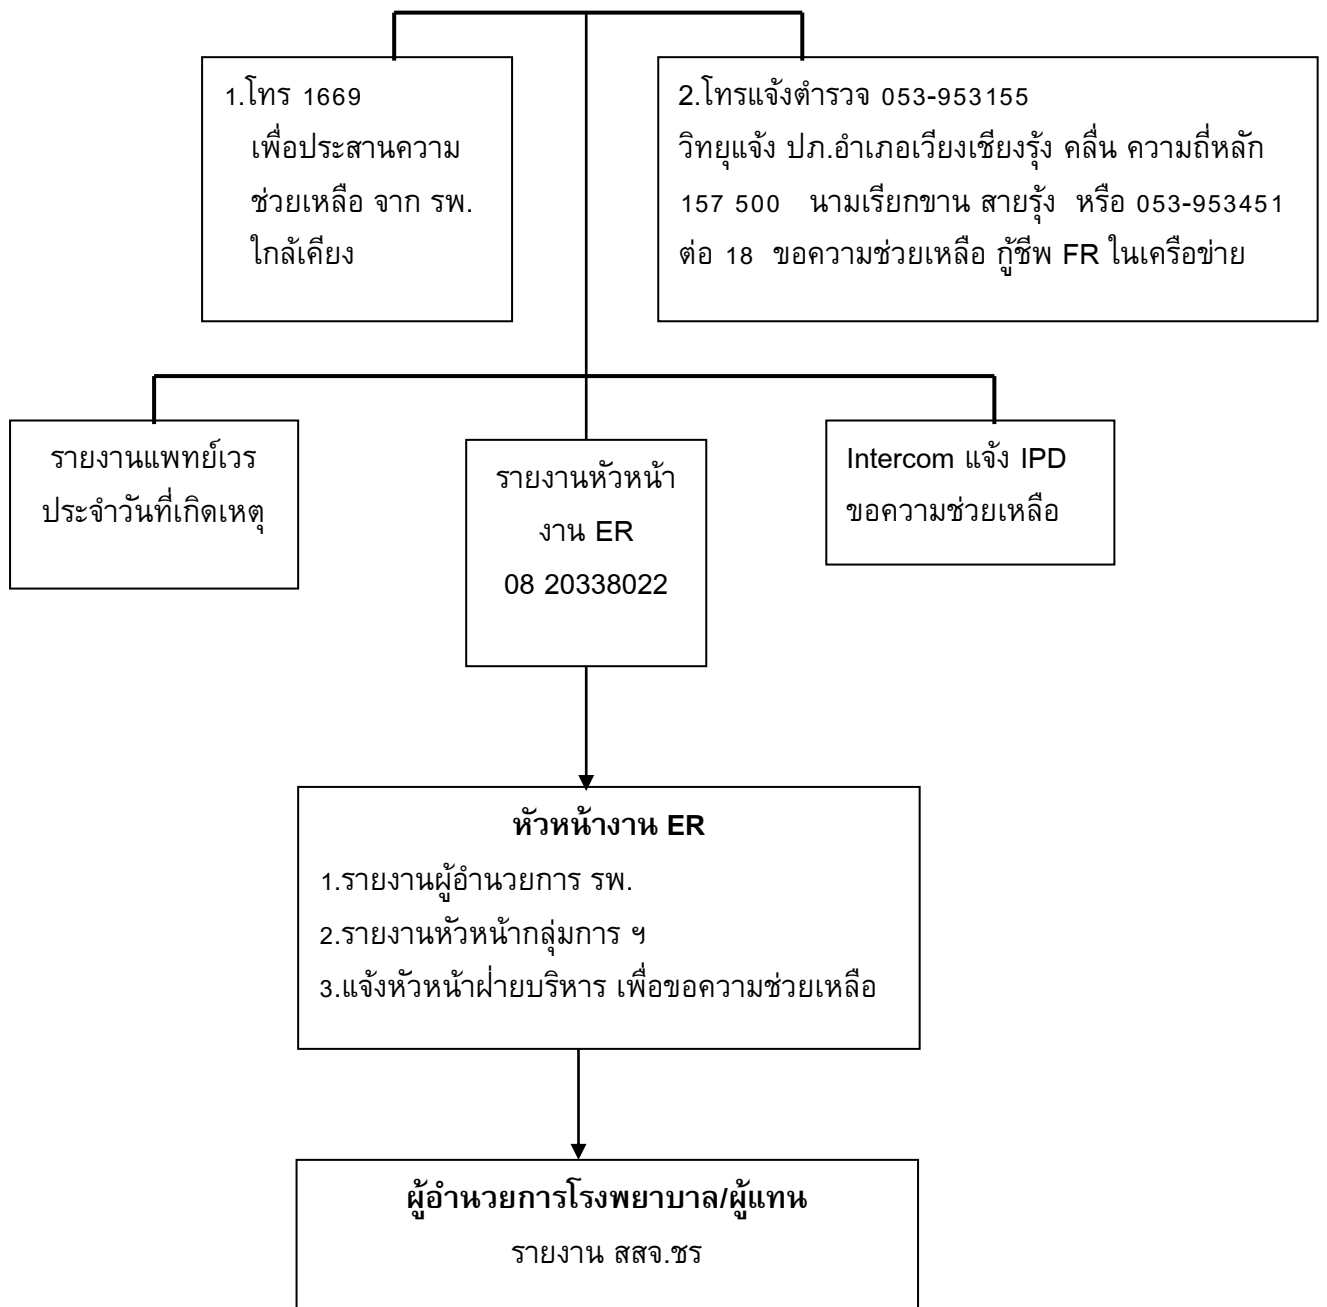 1.โทร 1669
เพื่อประสานความ
ช่วยเหลือ จาก รพ.
ใกล้เคียง
2.โทรแจ้งตำรวจ 053-953155
วิทยุแจ้ง ปภ.อำเภอเวียงเชียงรุ้ง คลื่น ความถี่หลัก
157 500 นามเรียกขาน สายรุ้ง หรือ 053-953451
ต่อ 18 ขอความช่วยเหลือ กู้ชีพ FR ในเครือข่าย
รายงานแพทย์เวร
ประจำวันที่เกิดเหตุ
รายงานหัวหน้า
งาน ER
08 20338022
Intercom แจ้ง IPD
ขอความช่วยเหลือ
หัวหน้างาน ER
1.รายงานผู้อำนวยการ รพ.
2.รายงานหัวหน้ากลุ่มการ ฯ
3.แจ้งหัวหน้าฝ่ายบริหาร เพื่อขอความช่วยเหลือ
ผู้อำนวยการโรงพยาบาล/ผู้แทน
รายงาน สสจ.ชร